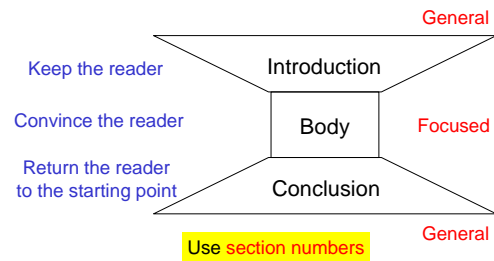 General
Keep the reader
Introduction
Convince the reader
Body
Focused
Return the reader
to the starting point
Conclusion
General
Use section numbers